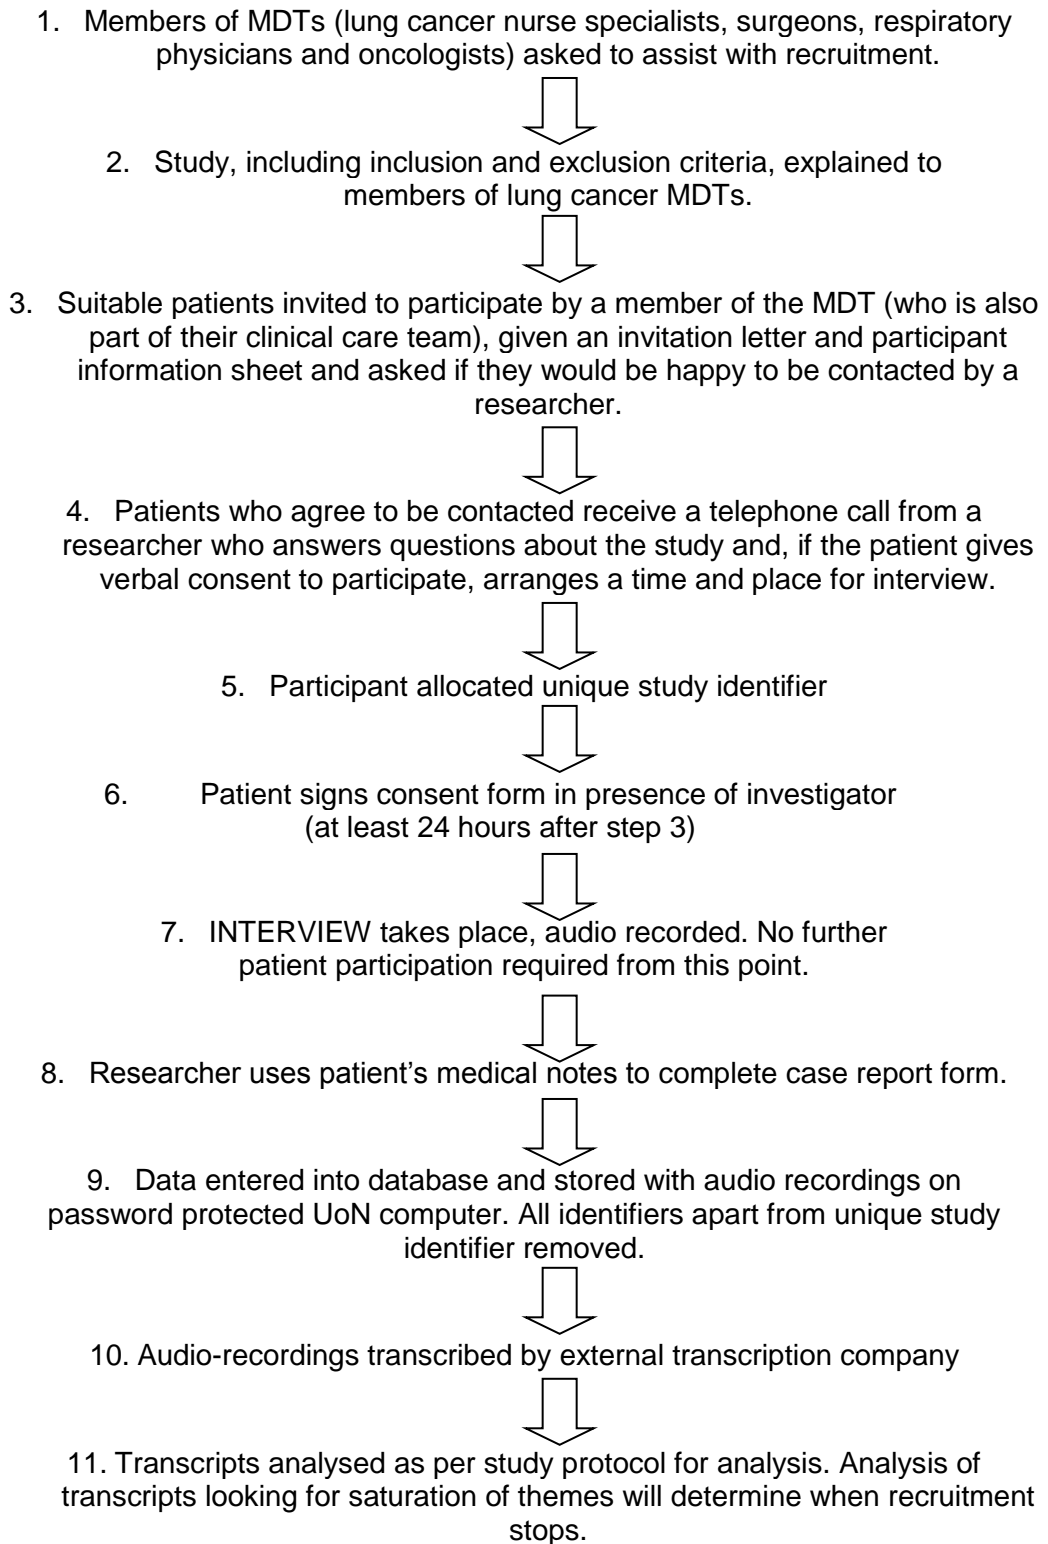 1. Members of MDTs (lung cancer nurse specialists, surgeons, respiratory
physicians and oncologists) asked to assist with recruitment.
2. Study, including inclusion and exclusion criteria, explained to
members of lung cancer MDTs.
3. Suitable patients invited to participate by a member of the MDT (who is also
part of their clinical care team), given an invitation letter and participant
information sheet and asked if they would be happy to be contacted by a
researcher.
4. Patients who agree to be contacted receive a telephone call from a
researcher who answers questions about the study and, if the patient gives
verbal consent to participate, arranges a time and place for interview.
5. Participant allocated unique study identifier
6. Patient signs consent form in presence of investigator
(at least 24 hours after step 3)
7. INTERVIEW takes place, audio recorded. No further
patient participation required from this point.
8. Researcher uses patient’s medical notes to complete case report form.
9. Data entered into database and stored with audio recordings on
password protected UoN computer. All identifiers apart from unique study
identifier removed.
10. Audio-recordings transcribed by external transcription company
11. Transcripts analysed as per study protocol for analysis. Analysis of
transcripts looking for saturation of themes will determine when recruitment
stops.